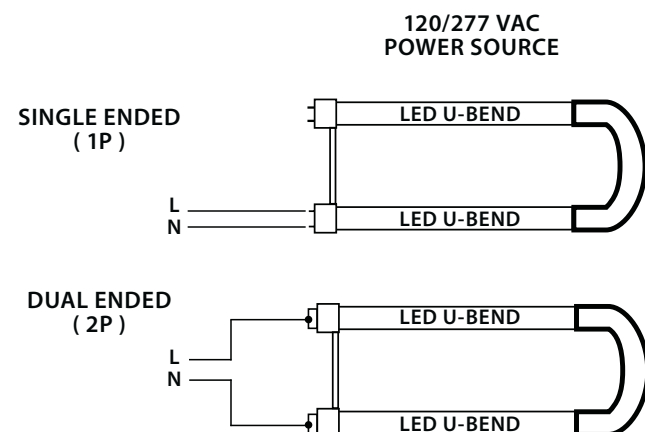 120/277 VAC
POWER SOURCE
SINGLE ENDED
( 1P )
LED U-BEND
L
N
LED U-BEND
DUAL ENDED
( 2P )
LED U-BEND
L
N
LED U-BEND